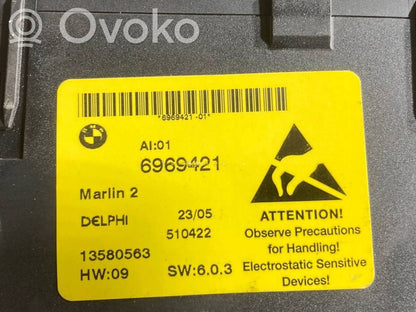 Ovoko
*6969421-01*
AI:01
6969421
Marlin 2
DELPHI 23/05
510422
13580563
HW:09 SW:6.0.3
ATTENTION!
Observe Precautions
for Handling!
Electrostatic Sensitive
Devices!